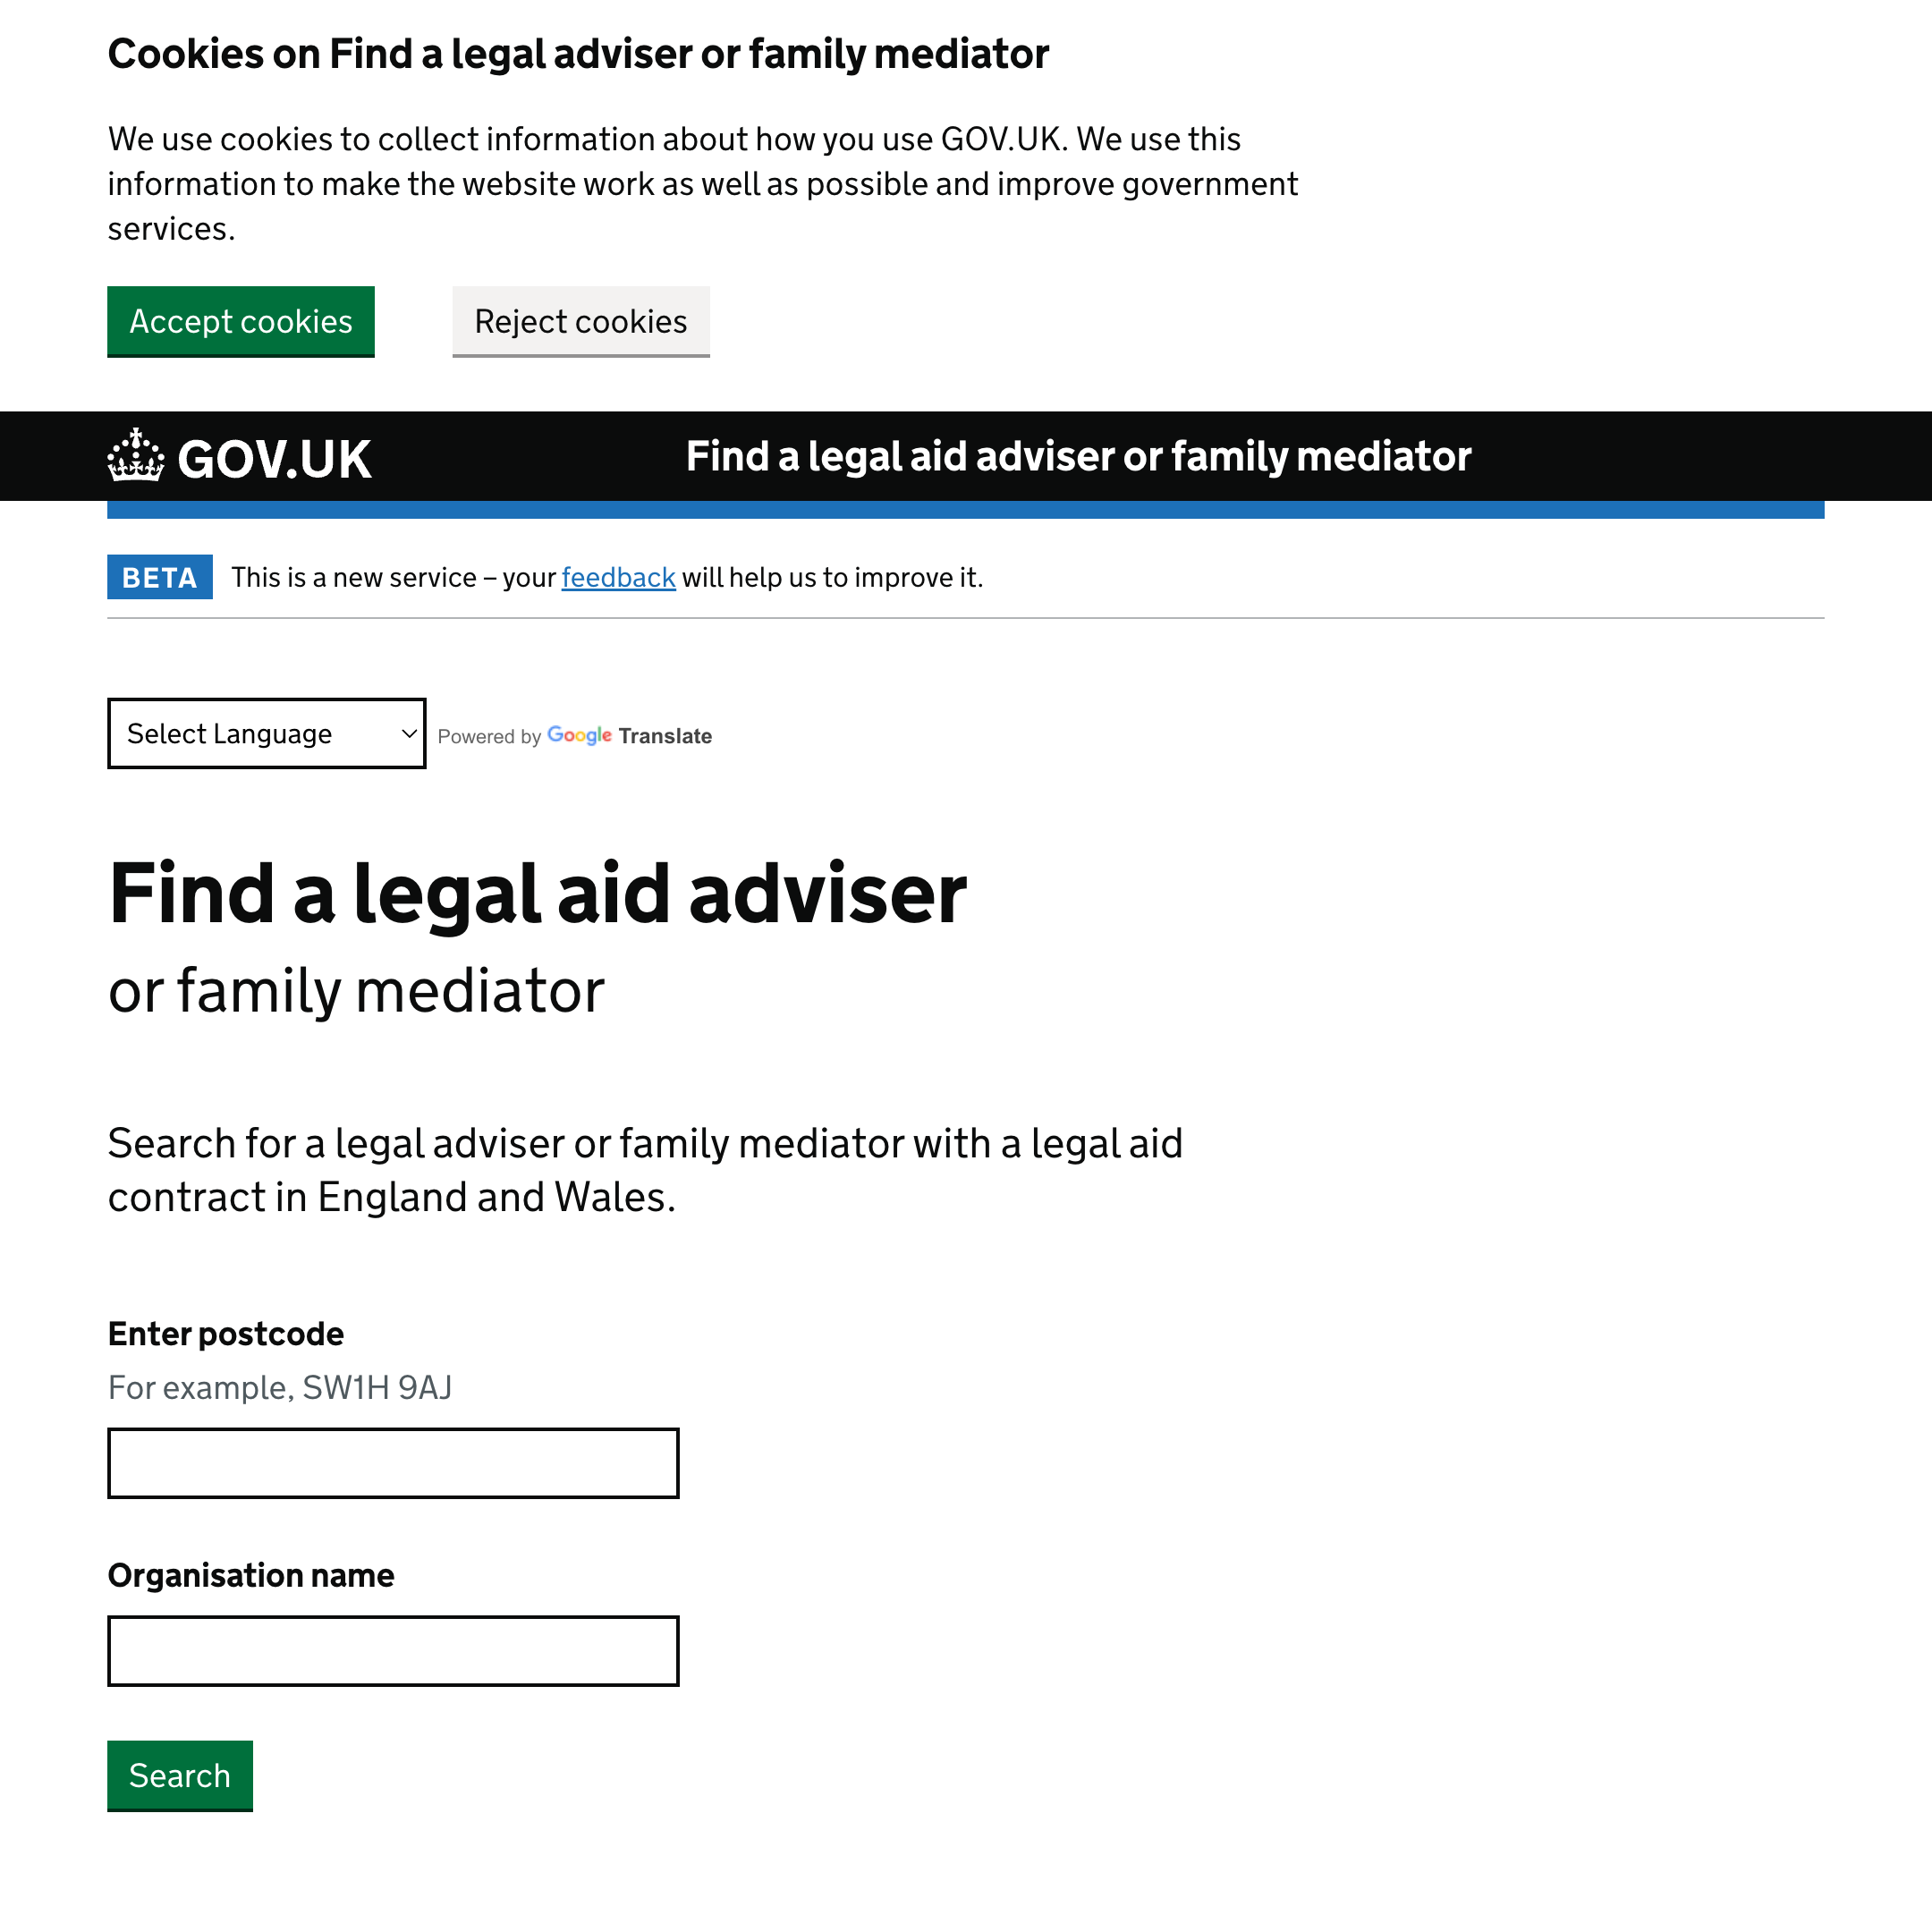 Cookies on Find a legal adviser or family mediator
We use cookies to collect information about how you use GOV.UK. We use this
information to make the website work as well as possible and improve government
services.
Accept cookies
Reject cookies
GOV.UK
Find a legal aid adviser or family mediator
BETA
This is a new service – your feedback will help us to improve it.
Select Language
Powered by Google Translate
Find a legal aid adviser
or family mediator
Search for a legal adviser or family mediator with a legal aid
contract in England and Wales.
Enter postcode
For example, SW1H 9AJ
Organisation name
Search